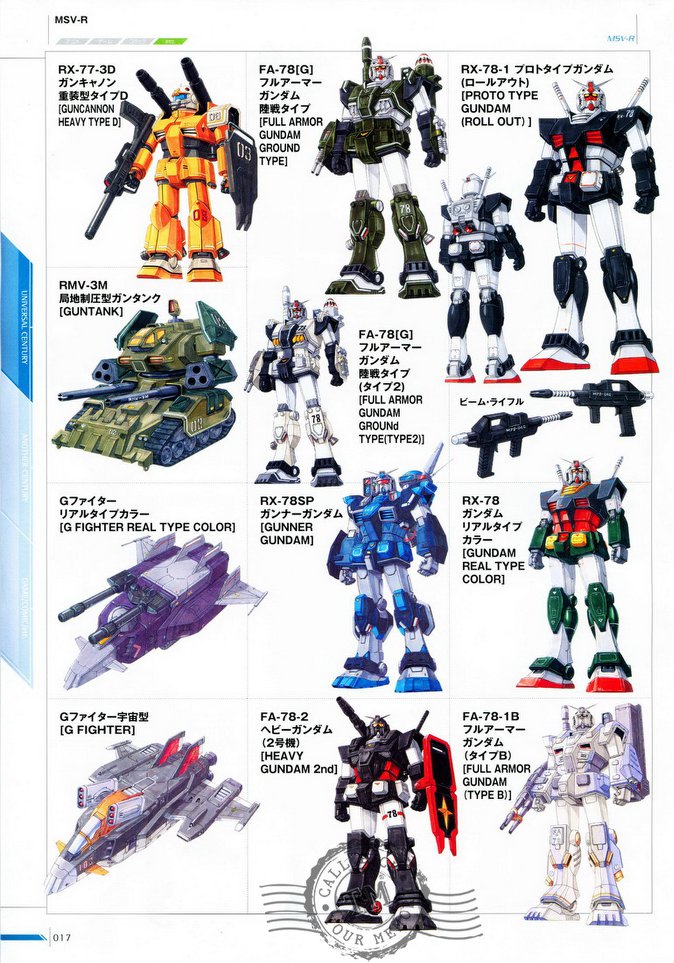 MSV-R
MSV-R
RX-77-3D
ガンキャノン
重装型タイプD
[GUNCANNON
HEAVY TYPE D]
FA-78[G]
フルアーマー
ガンダム
陸戦タイプ
[FULL ARMOR
GUNDAM
GROUND
TYPE]
RX-78-1 プロトタイプガンダム
(ロールアウト)
[PROTO TYPE
GUNDAM
(ROLL OUT) ]
RMV-3M
局地制圧型ガンタンク
[GUNTANK]
FA-78[G]
フルアーマー
ガンダム
陸戦タイプ
(タイプ2)
[FULL ARMOR
GUNDAM
GROUNd
TYPE(TYPE2)]
ビーム・ライフル
Gファイター
リアルタイプカラー
[G FIGHTER REAL TYPE COLOR]
RX-78SP
ガンナーガンダム
[GUNNER
GUNDAM]
RX-78
ガンダム
リアルタイプ
カラー
[GUNDAM
REAL TYPE
COLOR]
Gファイター宇宙型
[G FIGHTER]
FA-78-2
ヘビーガンダム
(2号機)
[HEAVY
GUNDAM 2nd]
FA-78-1B
フルアーマー
ガンダム
(タイプB)
[FULL ARMOR
GUNDAM
(TYPE B)]
UNIVERSAL CENTURY
ANOTHER CENTURY
03
03
78
78
78
017